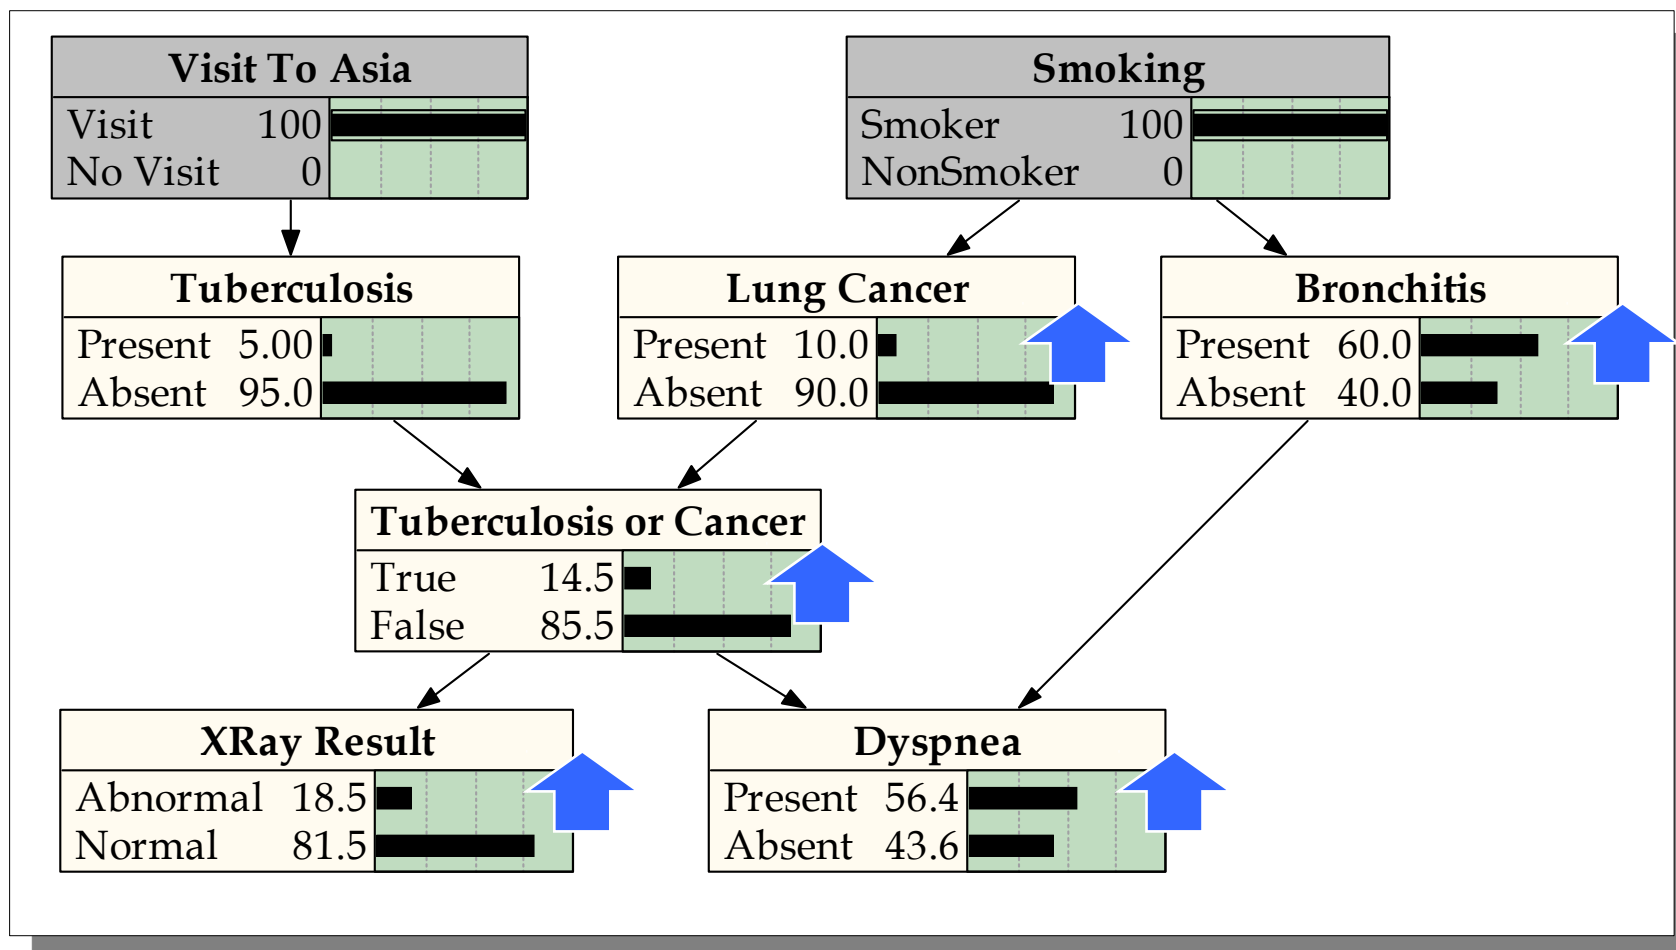 Visit To Asia
Visit 100
No Visit 0
Smoking
Smoker 100
NonSmoker 0
Tuberculosis
Present 5.00
Absent 95.0
Lung Cancer
Present 10.0
Absent 90.0
Bronchitis
Present 60.0
Absent 40.0
Tuberculosis or Cancer
True 14.5
False 85.5
XRay Result
Abnormal 18.5
Normal 81.5
Dyspnea
Present 56.4
Absent 43.6